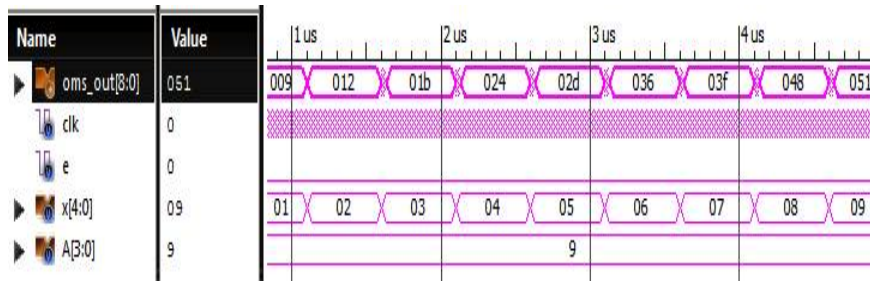 Name Value 1 us 2 us 3 us 4 us
oms_out[8:0] 051 009 012 01b 024 02d 036 03f 048 051
clk 0
e 0
x[4:0] 09 01 02 03 04 05 06 07 08 09
A[3:0] 9 9